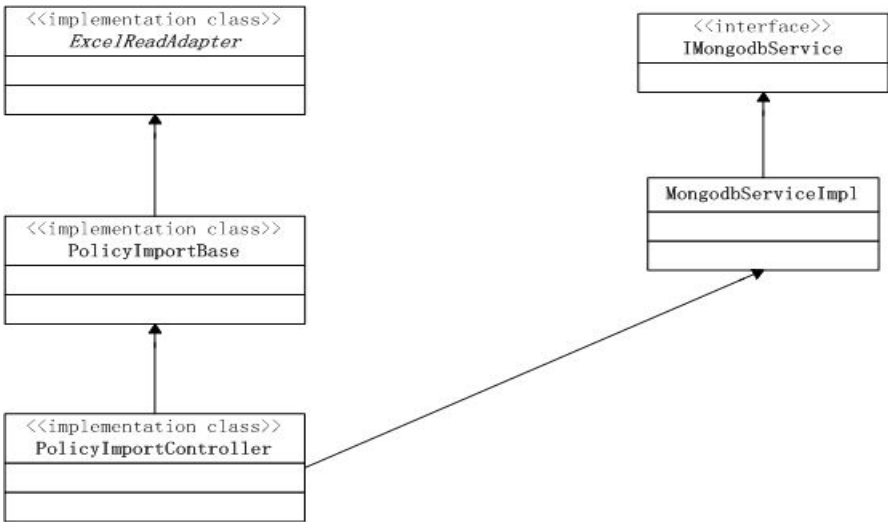 <<implementation class>>
ExcelReadAdapter
<<interface>>
IMongodbService
MongodbServiceImpl
<<implementation class>>
PolicyImportBase
<<implementation class>>
PolicyImportController